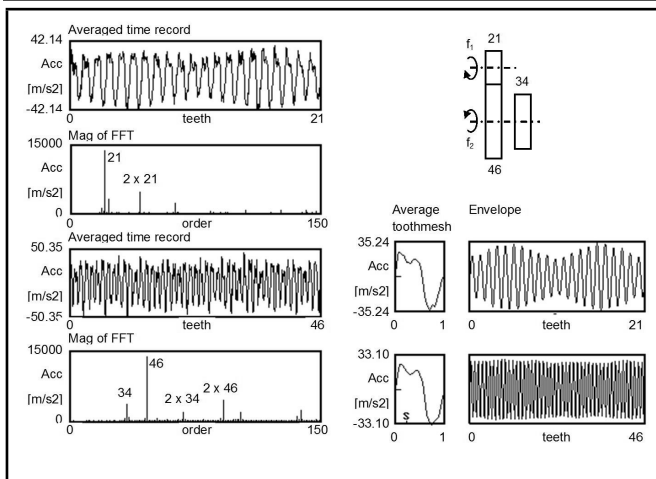 Averaged time record
42.14
Acc
[m/s2]
-42.14
0 teeth 21
Mag of FFT
15000
Acc
[m/s2]
0
21
2 x 21
0 order 150
Averaged time record
50.35
Acc
[m/s2]
-50.35
0 teeth 46
Mag of FFT
15000
Acc
[m/s2]
0
34
46
2 x 34
2 x 46
0 order 150
f1
21
34
f2
46
Average
toothmesh
35.24
Acc
[m/s2]
-35.24
0 1
Envelope
0 teeth 21
33.10
Acc
[m/s2]
-33.10
s
0 1
0 teeth 46